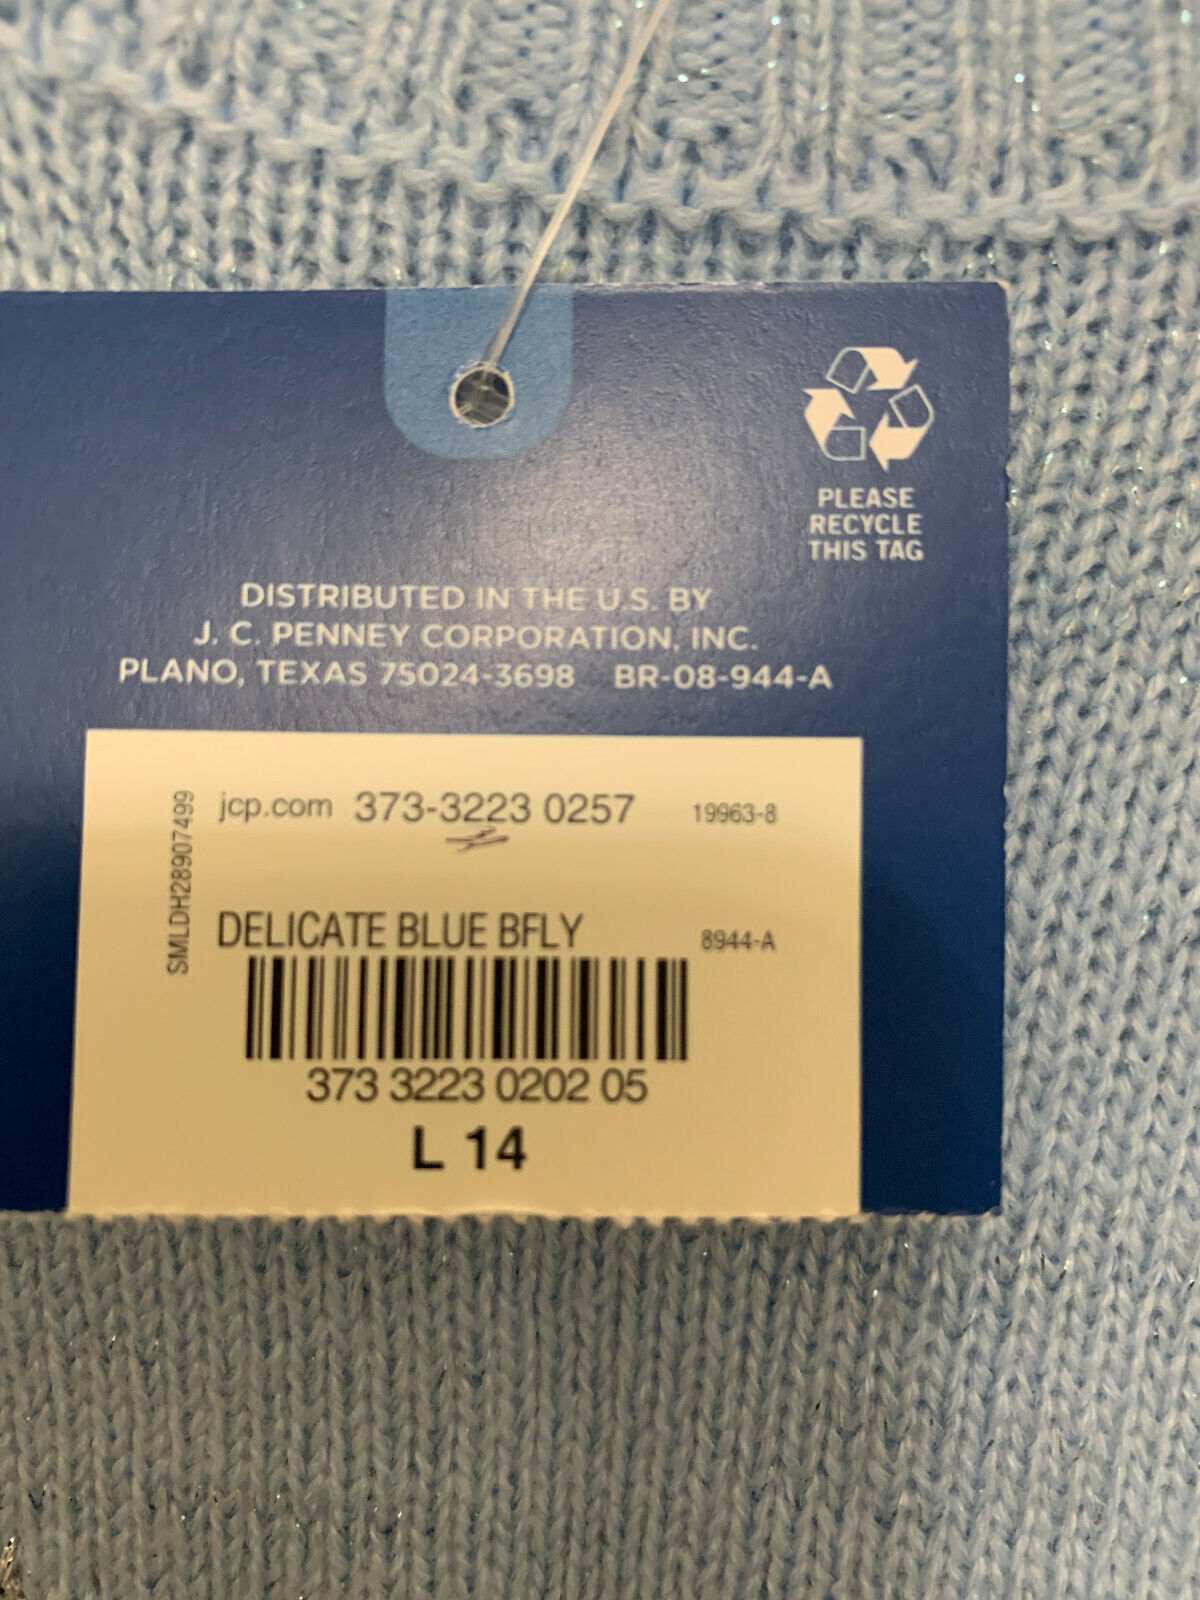 PLEASE
RECYCLE
THIS TAG
DISTRIBUTED IN THE U.S. BY
J. C. PENNEY CORPORATION, INC.
PLANO, TEXAS 75024-3698 BR-08-944-A
SMLDH28907499
jcp.com 373-3223 0257 19963-8
DELICATE BLUE BFLY 8944-A
373 3223 0202 05
L 14